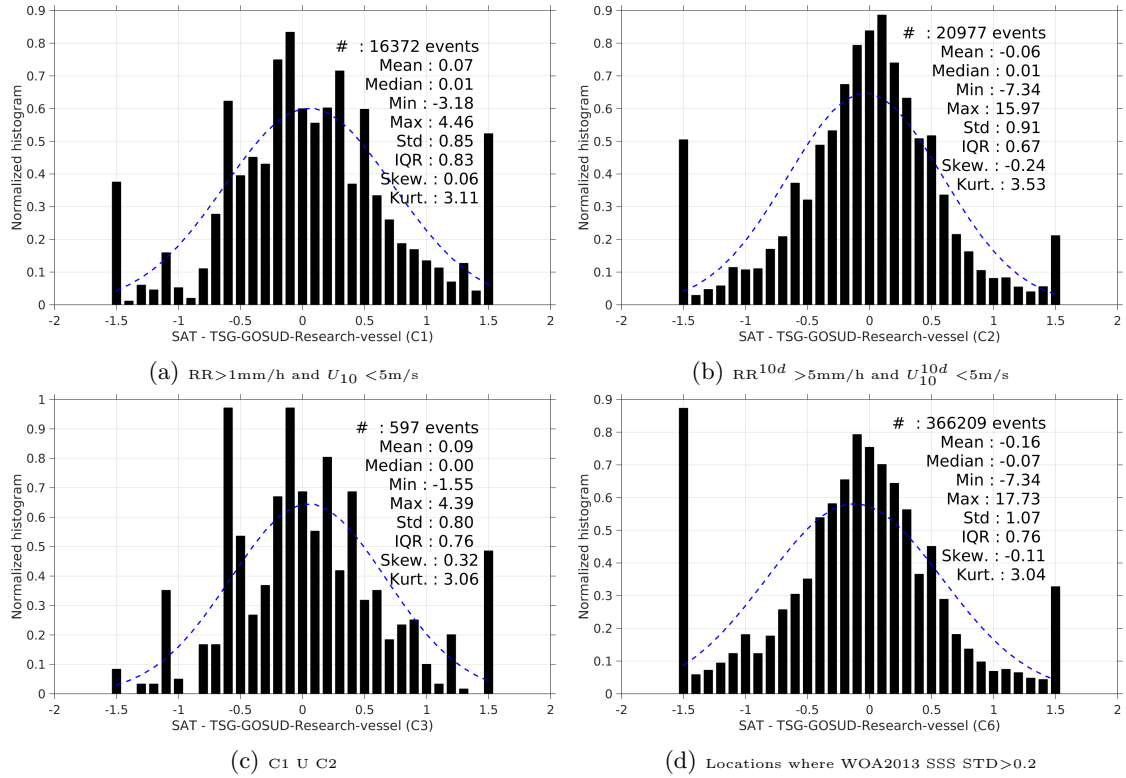 0.9
0.8
0.7
0.6
0.5
0.4
0.3
0.2
0.1
0
Normalized histogram
# : 16372 events
Mean : 0.07
Median : 0.01
Min : -3.18
Max : 4.46
Std : 0.85
IQR : 0.83
Skew. : 0.06
Kurt. : 3.11
-2 -1.5 -1 -0.5 0 0.5 1 1.5 2
SAT - TSG-GOSUD-Research-vessel (C1)
(a) RR>1mm/h and U10 <5m/s
0.9
0.8
0.7
0.6
0.5
0.4
0.3
0.2
0.1
0
Normalized histogram
# : 20977 events
Mean : -0.06
Median : 0.01
Min : -7.34
Max : 15.97
Std : 0.91
IQR : 0.67
Skew. : -0.24
Kurt. : 3.53
-2 -1.5 -1 -0.5 0 0.5 1 1.5 2
SAT - TSG-GOSUD-Research-vessel (C2)
(b) RR^10d >5mm/h and U10^10d <5m/s
1
0.9
0.8
0.7
0.6
0.5
0.4
0.3
0.2
0.1
0
Normalized histogram
# : 597 events
Mean : 0.09
Median : 0.00
Min : -1.55
Max : 4.39
Std : 0.80
IQR : 0.76
Skew. : 0.32
Kurt. : 3.06
-2 -1.5 -1 -0.5 0 0.5 1 1.5 2
SAT - TSG-GOSUD-Research-vessel (C3)
(c) C1 U C2
0.9
0.8
0.7
0.6
0.5
0.4
0.3
0.2
0.1
0
Normalized histogram
# : 366209 events
Mean : -0.16
Median : -0.07
Min : -7.34
Max : 17.73
Std : 1.07
IQR : 0.76
Skew. : -0.11
Kurt. : 3.04
-2 -1.5 -1 -0.5 0 0.5 1 1.5 2
SAT - TSG-GOSUD-Research-vessel (C6)
(d) Locations where WOA2013 SSS STD>0.2